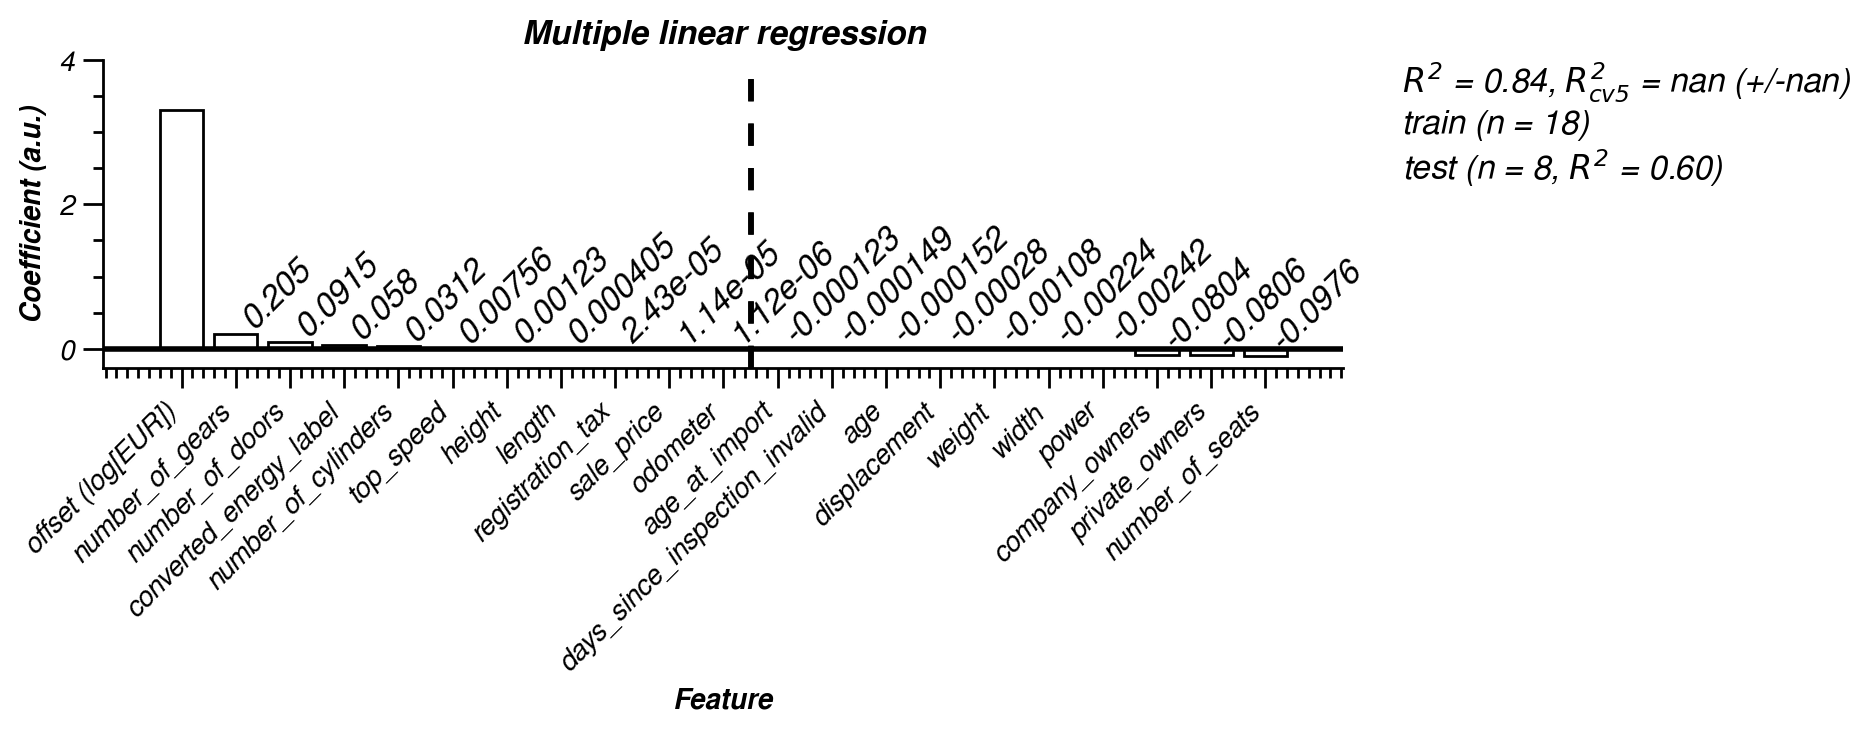 Multiple linear regression
R² = 0.84, R²cv5 = nan (+/-nan)
train (n = 18)
test (n = 8, R² = 0.60)
Coefficient (a.u.)
4
2
0
0.205
0.0915
0.058
0.0312
0.00756
0.00123
0.000405
2.43e-05
1.14e-05
1.12e-06
-0.000123
-0.000149
-0.000152
-0.00028
-0.00108
-0.00224
-0.00242
-0.0804
-0.0806
-0.0976
offset (log[EUR])
number_of_gears
number_of_doors
converted_energy_label
number_of_cylinders
top_speed
height
length
registration_tax
sale_price
odometer
age_at_import
days_since_inspection_invalid
age
displacement
weight
width
power
company_owners
private_owners
number_of_seats
Feature